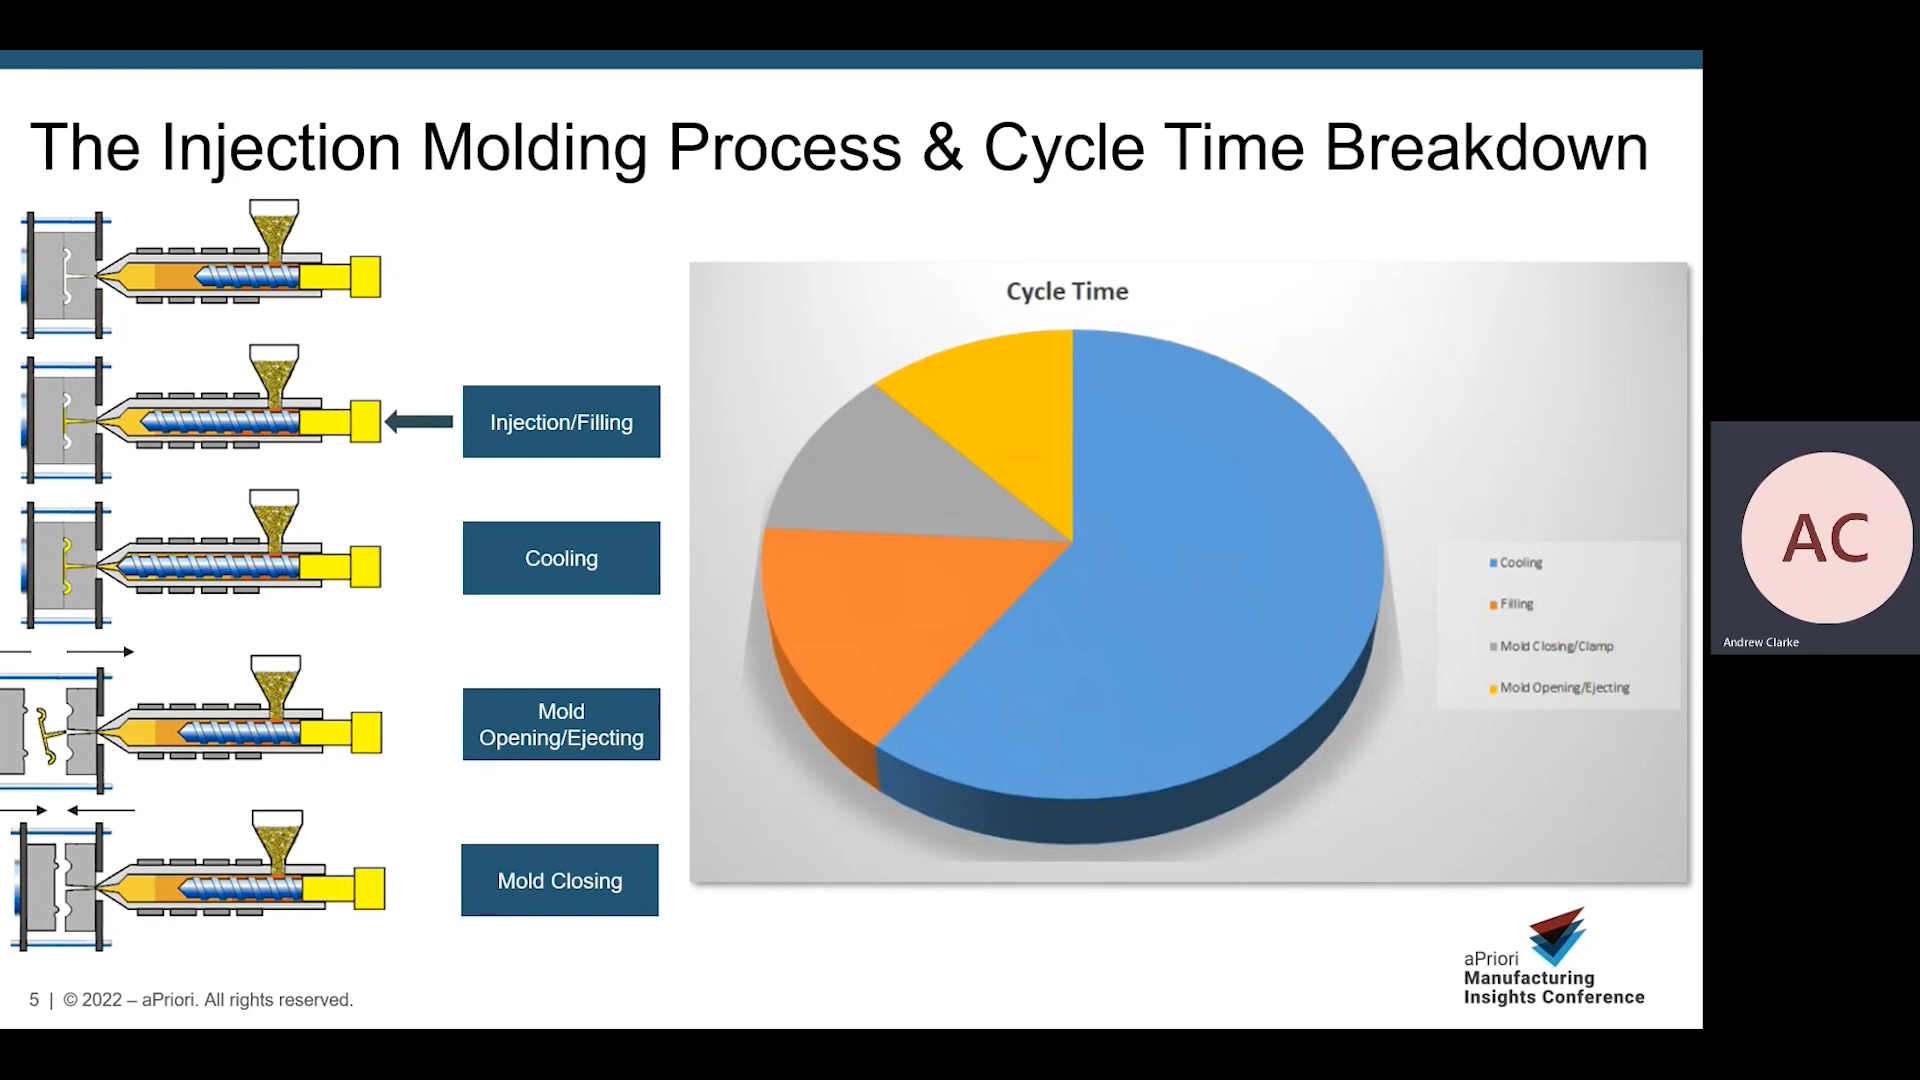 The Injection Molding Process & Cycle Time Breakdown
Injection/Filling
Cooling
Mold
Opening/Ejecting
Mold Closing
Cycle Time
Cooling
Filling
Mold Closing/Clamp
Mold Opening/Ejecting
AC
Andrew Clarke
aPriori
Manufacturing
Insights Conference
5 | © 2022 – aPriori. All rights reserved.